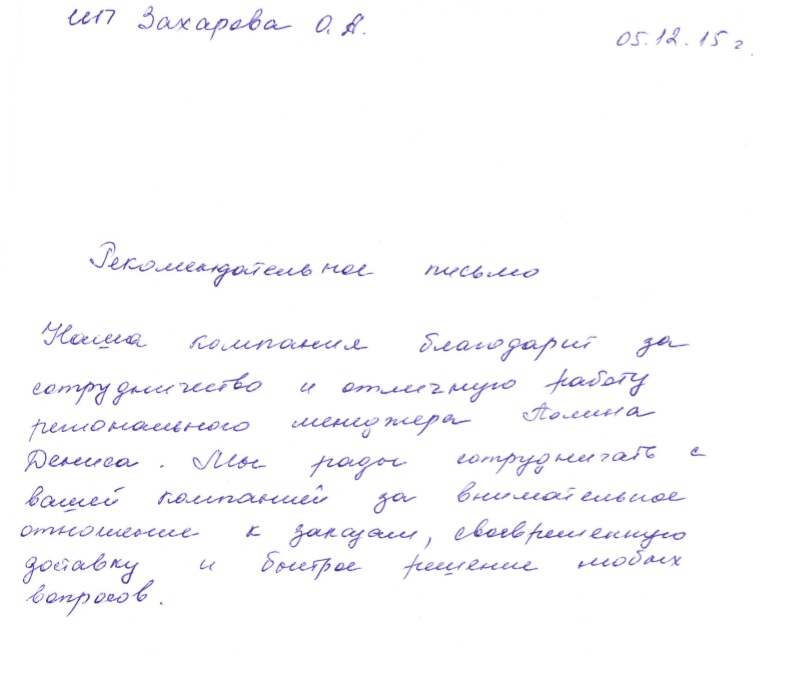 ИП Захарова О.А.
05.12.15 г.
Рекомендательное письмо
Наша компания благодарит за
сотрудничество и отличную работу
регионального менеджера Полина
Дениса. Мы рады сотрудничать с
вашей компанией за внимательное
отношение к заказам, своевременную
доставку и быстрое решение любых
вопросов.